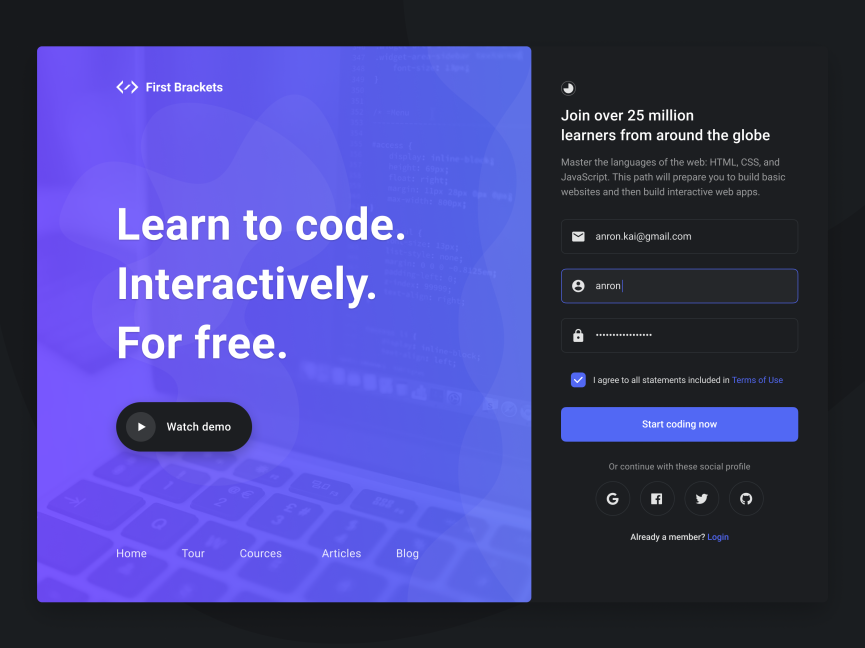 First Brackets
Learn to code.
Interactively.
For free.
Watch demo
Home Tour Cources Articles Blog
Join over 25 million
learners from around the globe
Master the languages of the web: HTML, CSS, and
JavaScript. This path will prepare you to build basic
websites and then build interactive web apps.
anron.kai@gmail.com
anron
I agree to all statements included in Terms of Use
Start coding now
Or continue with these social profile
Already a member? Login